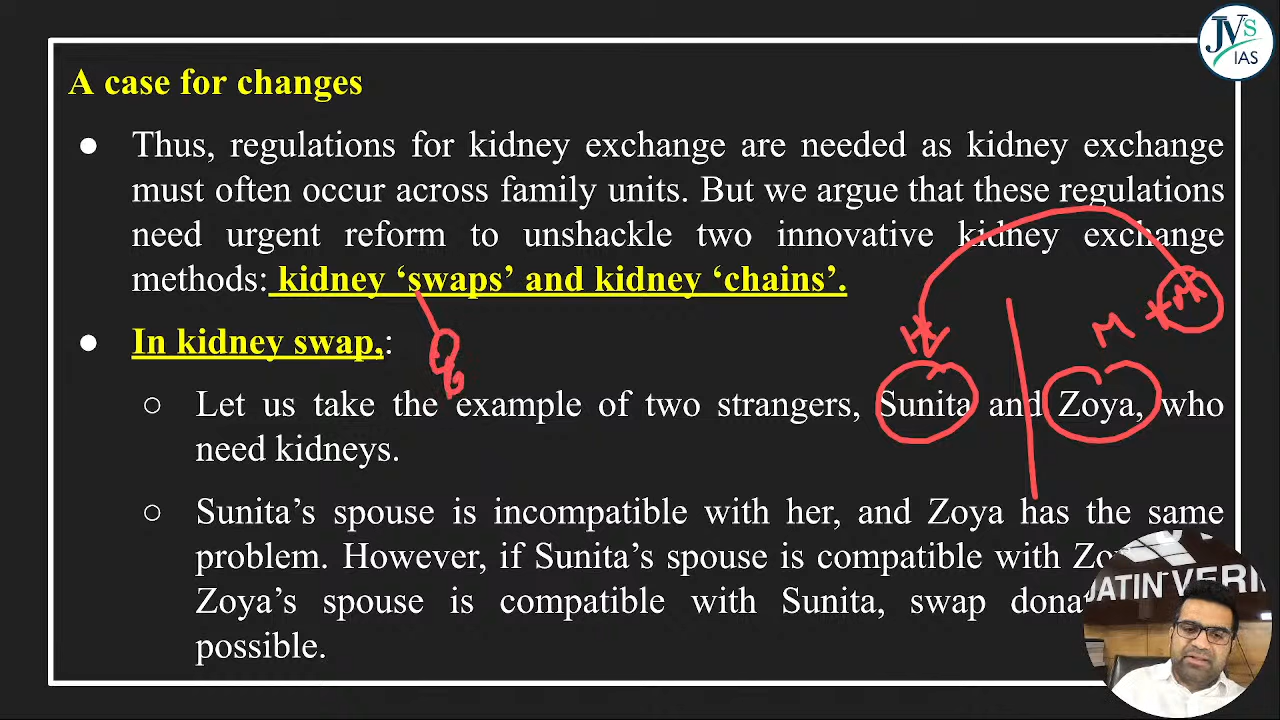 JVS
IAS
A case for changes
● Thus, regulations for kidney exchange are needed as kidney exchange
must often occur across family units. But we argue that these regulations
need urgent reform to unshackle two innovative kidney exchange
methods: kidney ‘swaps’ and kidney ‘chains’.
● In kidney swap,:
○ Let us take the example of two strangers, Sunita and Zoya, who
need kidneys.
○ Sunita’s spouse is incompatible with her, and Zoya has the same
problem. However, if Sunita’s spouse is compatible with
Zoya’s spouse is compatible with Sunita, swap
possible.
M